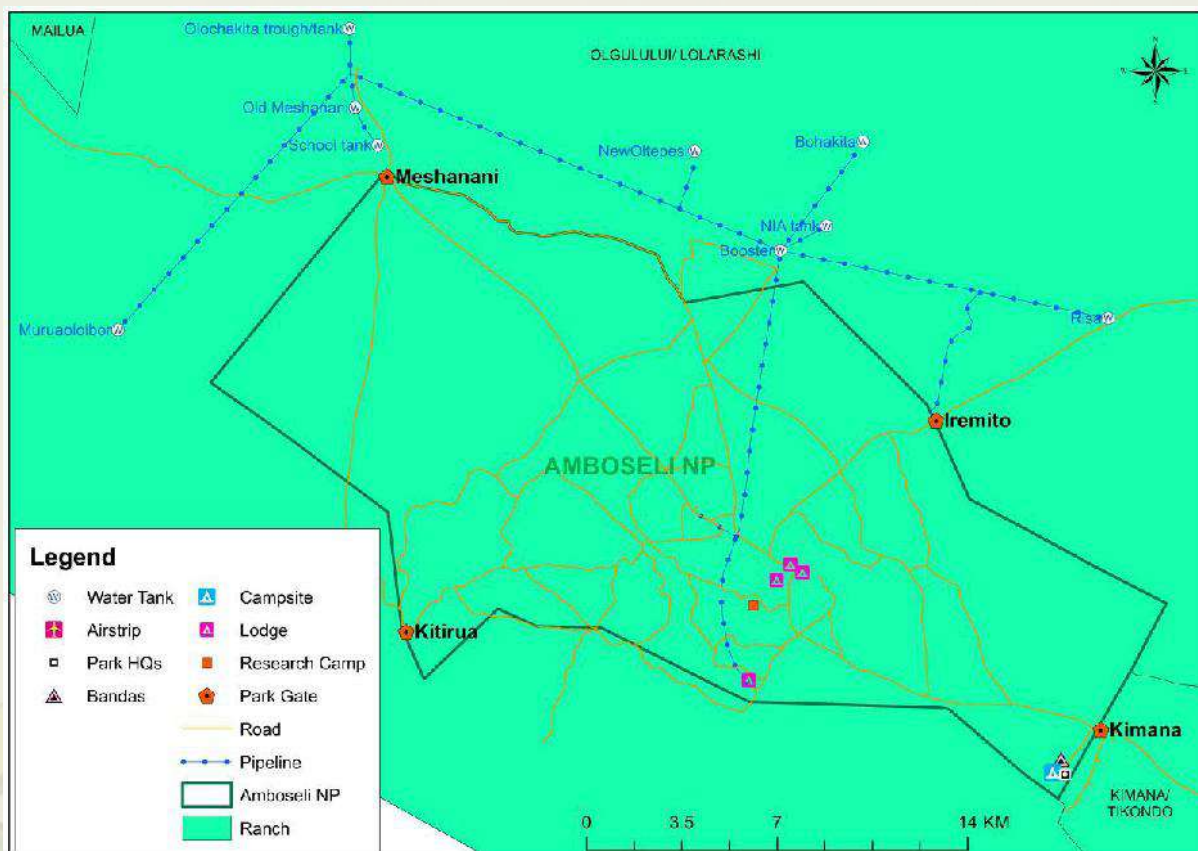 MAILUA
Olochakita trough/tank
OLGULULUI/ LOLARASHI
N
W
E
S
Old Meshanani
School tank
NewOltepesi
Bohakita
Meshanani
NIA tank
Booster
Muruaoloibor
Risa
Iremito
AMBOSELI NP
Kitirua
Kimana
KIMANA/
TIKONDO
Legend
Water Tank
Campsite
Airstrip
Lodge
Park HQs
Research Camp
Bandas
Park Gate
Road
Pipeline
Amboseli NP
Ranch
0 3.5 7 14 KM